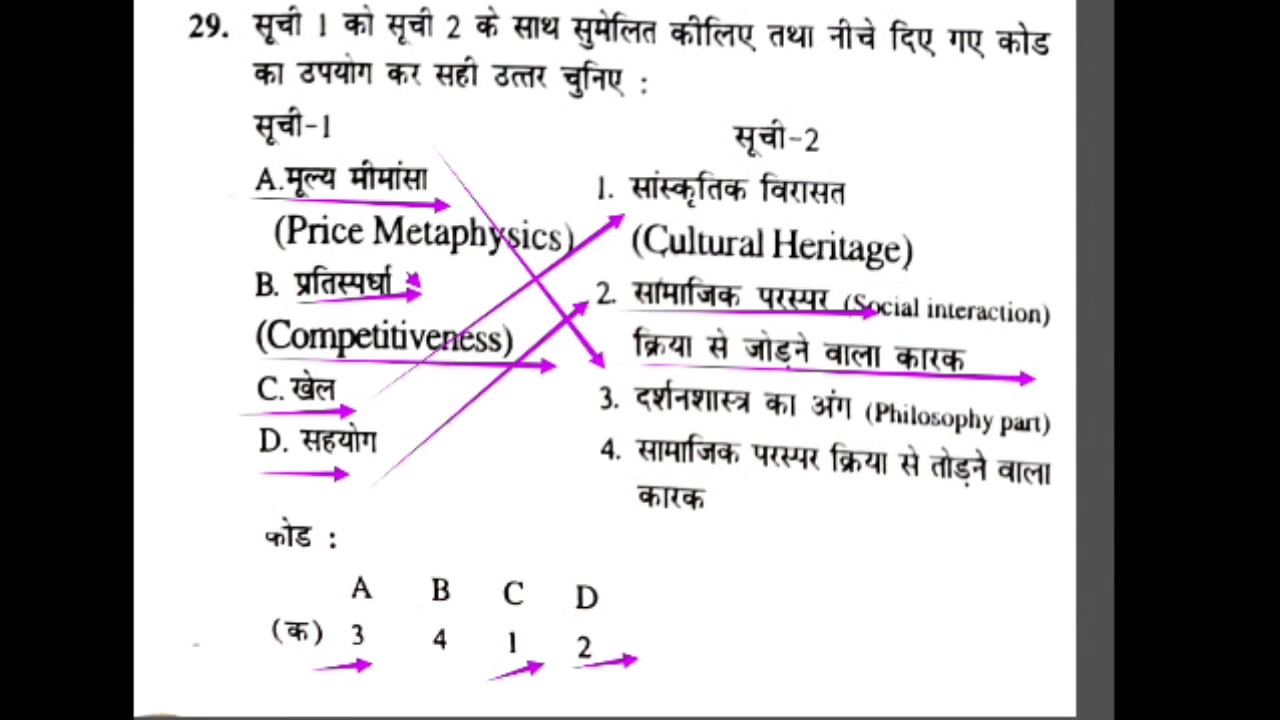 29. सूची 1 को सूची 2 के साथ सुमेलित कीलिए तथा नीचे दिए गए कोड
का उपयोग कर सही उत्तर चुनिए :
सूची-1
सूची-2
A.मूल्य मीमांसा
1. सांस्कृतिक विरासत
(Price Metaphysics)
(Cultural Heritage)
B. प्रतिस्पर्धा
2. सामाजिक परस्पर (Social interaction)
(Competitiveness)
क्रिया से जोड़ने वाला कारक
C. खेल
3. दर्शनशास्त्र का अंग (Philosophy part)
D. सहयोग
4. सामाजिक परस्पर क्रिया से तोड़ने वाला
कारक
कोड :
A B C D
(क) 3 4 1 2